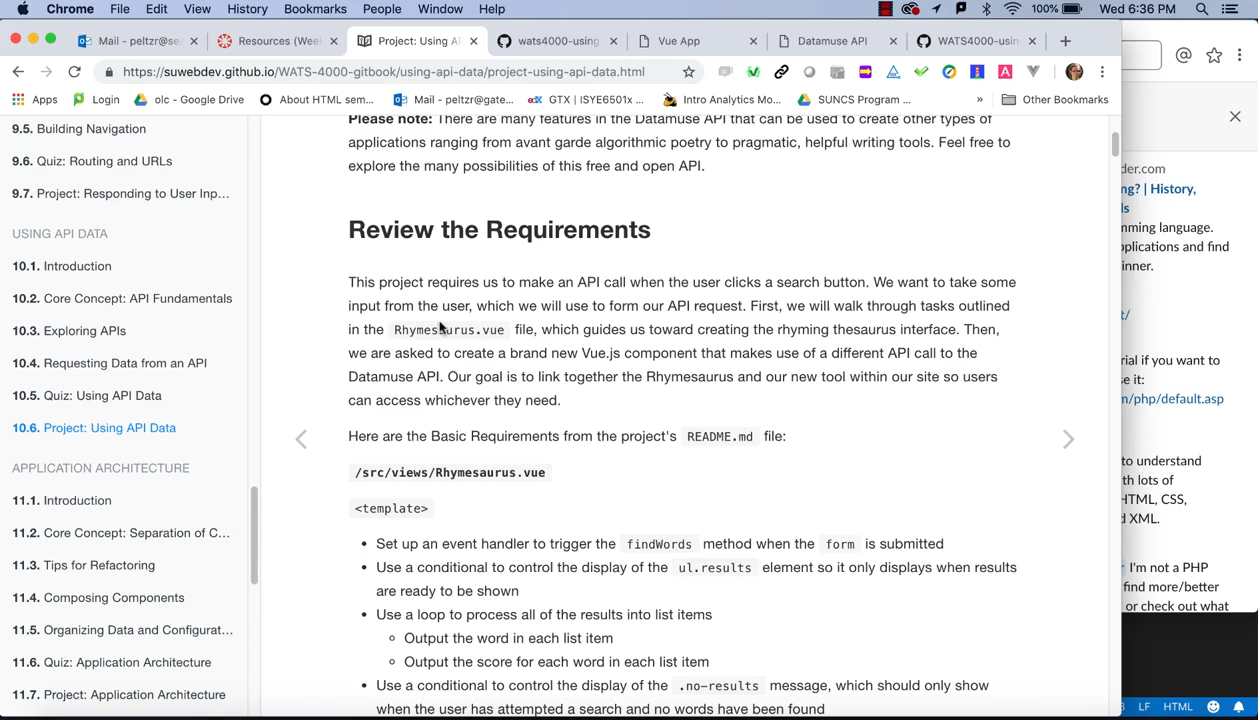 Chrome File Edit View History Bookmarks People Window Help 100% Wed 6:36 PM
Mail - peltzr@se
Resources (Wee
Project: Using A
wats4000-using
Vue App
Datamuse API
WATS4000-usin
https://suwebdev.github.io/WATS-4000-gitbook/using-api-data/project-using-api-data.html
Apps Login olc - Google Drive About HTML sem... Mail - peltzr@gate... GTX | ISYE6501x ... Intro Analytics Mo... SUNCS Program ... » Other Bookmarks
9.5. Building Navigation
9.6. Quiz: Routing and URLs
9.7. Project: Responding to User Inp...
USING API DATA
10.1. Introduction
10.2. Core Concept: API Fundamentals
10.3. Exploring APIs
10.4. Requesting Data from an API
10.5. Quiz: Using API Data
10.6. Project: Using API Data
APPLICATION ARCHITECTURE
11.1. Introduction
11.2. Core Concept: Separation of C...
11.3. Tips for Refactoring
11.4. Composing Components
11.5. Organizing Data and Configurat...
11.6. Quiz: Application Architecture
11.7. Project: Application Architecture
Please note: There are many features in the Datamuse API that can be used to create other types of
applications ranging from avant garde algorithmic poetry to pragmatic, helpful writing tools. Feel free to
explore the many possibilities of this free and open API.
Review the Requirements
This project requires us to make an API call when the user clicks a search button. We want to take some
input from the user, which we will use to form our API request. First, we will walk through tasks outlined
in the Rhymesaurus.vue file, which guides us toward creating the rhyming thesaurus interface. Then,
we are asked to create a brand new Vue.js component that makes use of a different API call to the
Datamuse API. Our goal is to link together the Rhymesaurus and our new tool within our site so users
can access whichever they need.
Here are the Basic Requirements from the project's README.md file:
/src/views/Rhymesaurus.vue
<template>
• Set up an event handler to trigger the findWords method when the form is submitted
• Use a conditional to control the display of the ul.results element so it only displays when results
are ready to be shown
• Use a loop to process all of the results into list items
Output the word in each list item
Output the score for each word in each list item
• Use a conditional to control the display of the .no-results message, which should only show
when the user has attempted a search and no words have been found
der.com
ng? | History,
ls
mming language.
pplications and find
inner.
t/
rial if you want to
se it:
m/php/default.asp
to understand
th lots of
HTML, CSS,
d XML.
I'm not a PHP
find more/better
or check out what
LF HTML